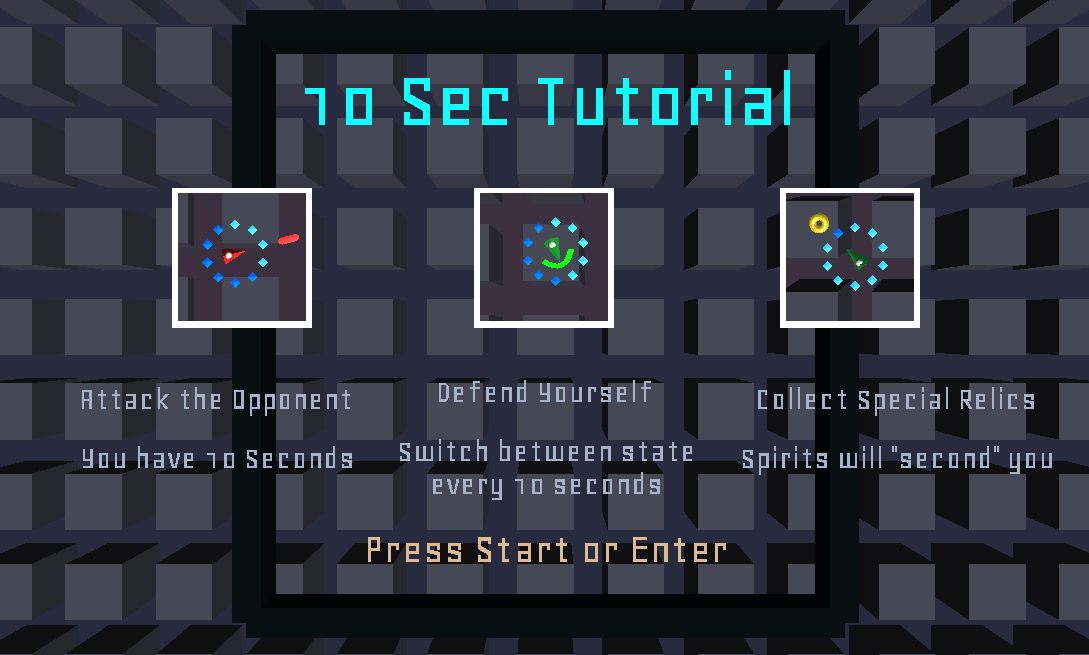 10 Sec Tutorial
Attack the Opponent
You have 10 Seconds
Defend Yourself
Switch between state
every 10 seconds
Collect Special Relics
Spirits will "second" you
Press Start or Enter